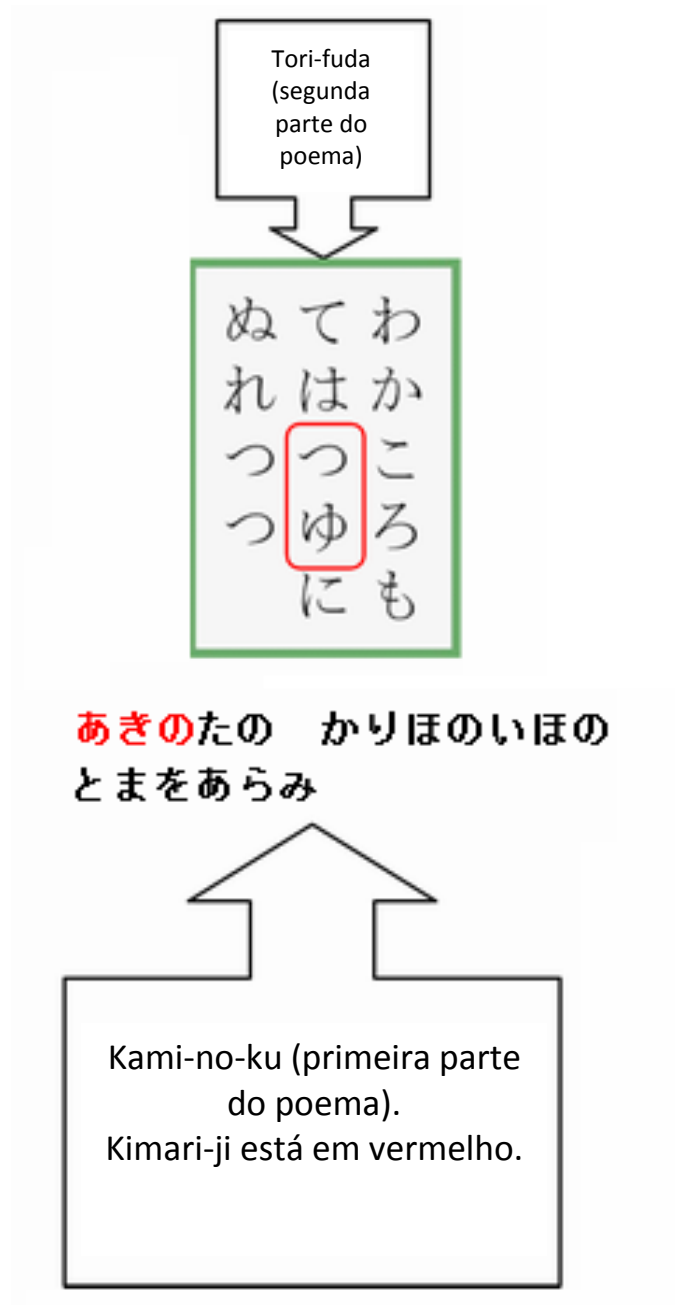 Tori-fuda
(segunda
parte do
poema)
わかころも
てはつゆに
ぬれつつ
あきのたの　かりほのいほの
とまをあらみ
Kami-no-ku (primeira parte
do poema).
Kimari-ji está em vermelho.